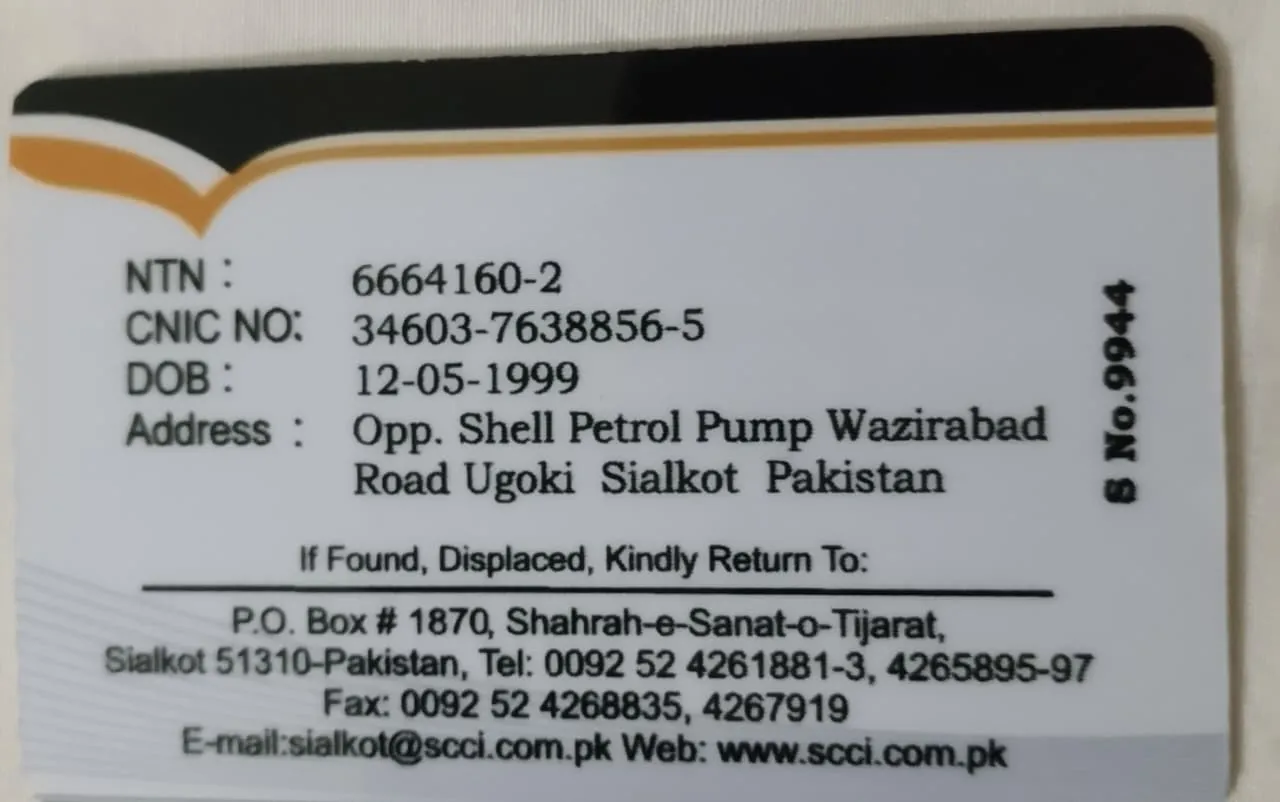 NTN : 6664160-2
CNIC NO: 34603-7638856-5
DOB : 12-05-1999
Address : Opp. Shell Petrol Pump Wazirabad
Road Ugoki Sialkot Pakistan
S No.9944
If Found, Displaced, Kindly Return To:
P.O. Box # 1870, Shahrah-e-Sanat-o-Tijarat,
Sialkot 51310-Pakistan, Tel: 0092 52 4261881-3, 4265895-97
Fax: 0092 52 4268835, 4267919
E-mail:sialkot@scci.com.pk Web: www.scci.com.pk